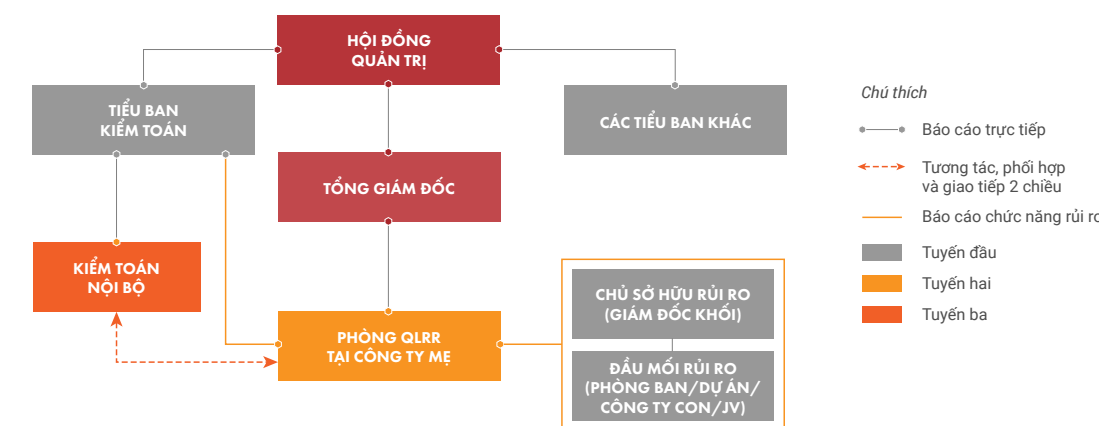 HỘI ĐỒNG
QUẢN TRỊ
TIỂU BAN
KIỂM TOÁN
CÁC TIỂU BAN KHÁC
TỔNG GIÁM ĐỐC
KIỂM TOÁN
NỘI BỘ
PHÒNG QLRR
TẠI CÔNG TY MẸ
CHỦ SỞ HỮU RỦI RO
(GIÁM ĐỐC KHỐI)
ĐẦU MỐI RỦI RO
(PHÒNG BAN/DỰ ÁN/
CÔNG TY CON/JV)
Chú thích
Báo cáo trực tiếp
Tương tác, phối hợp
và giao tiếp 2 chiều
Báo cáo chức năng rủi ro
Tuyến đầu
Tuyến hai
Tuyến ba